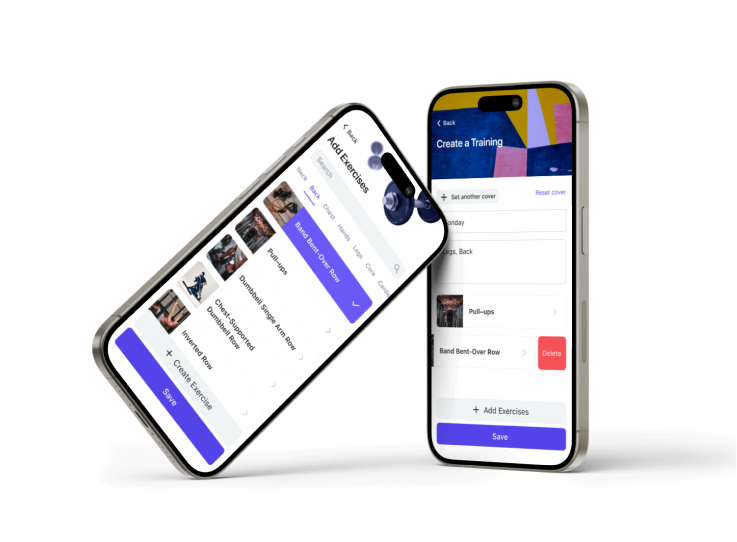 Back
Add Exercises
Search
Neck
Back
Chest
Hands
Legs
Core
Cardio
Band Bent-Over Row
Pull-ups
Dumbbell Single Arm Row
Chest-Supported
Dumbbell Row
Inverted Row
+ Create Exercise
Save
Back
Create a Training
+ Set another cover
Reset cover
onday
egs, Back
Pull-ups
Band Bent-Over Row
Delete
+ Add Exercises
Save